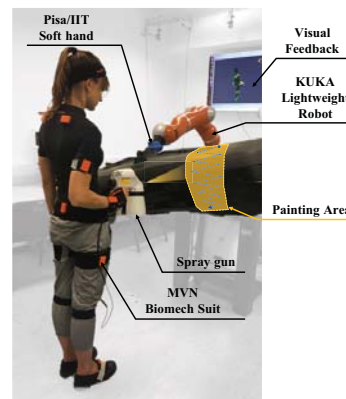 Pisa/IIT
Soft hand
Visual
Feedback
KUKA
Lightweight
Robot
Painting Area
Spray gun
MVN
Biomech Suit